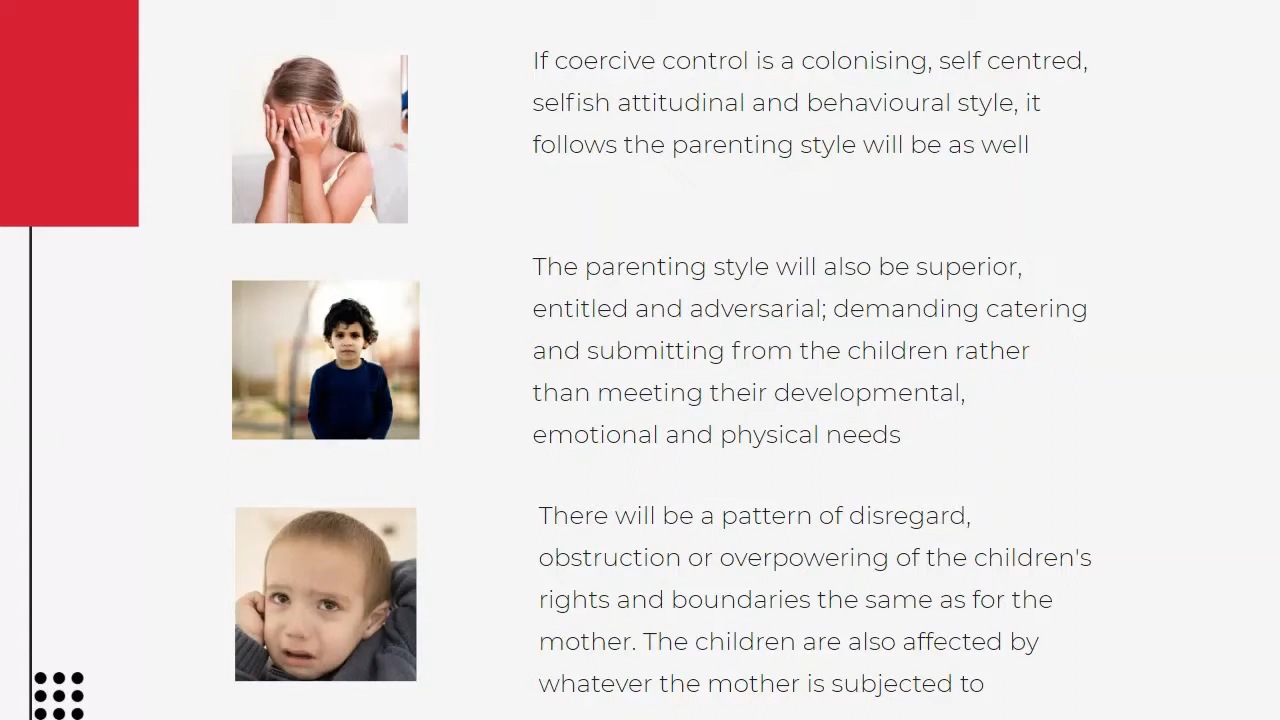 If coercive control is a colonising, self centred,
selfish attitudinal and behavioural style, it
follows the parenting style will be as well
The parenting style will also be superior,
entitled and adversarial; demanding catering
and submitting from the children rather
than meeting their developmental,
emotional and physical needs
There will be a pattern of disregard,
obstruction or overpowering of the children's
rights and boundaries the same as for the
mother. The children are also affected by
whatever the mother is subjected to